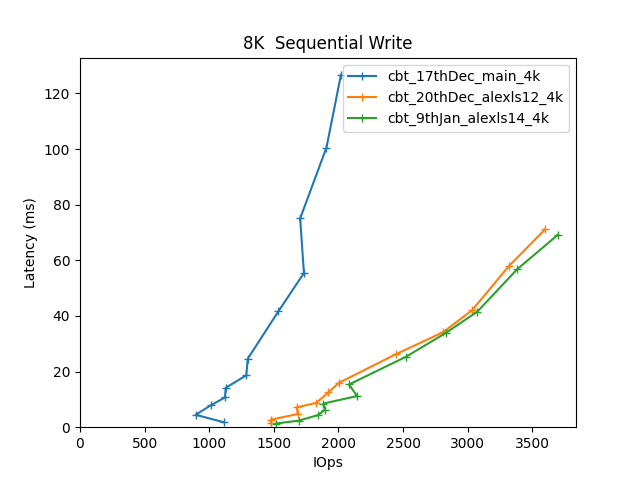 8K  Sequential Write
cbt_17thDec_main_4k
cbt_20thDec_alexls12_4k
cbt_9thJan_alexls14_4k
Latency (ms)
120
100
80
60
40
20
0
0 500 1000 1500 2000 2500 3000 3500
IOps